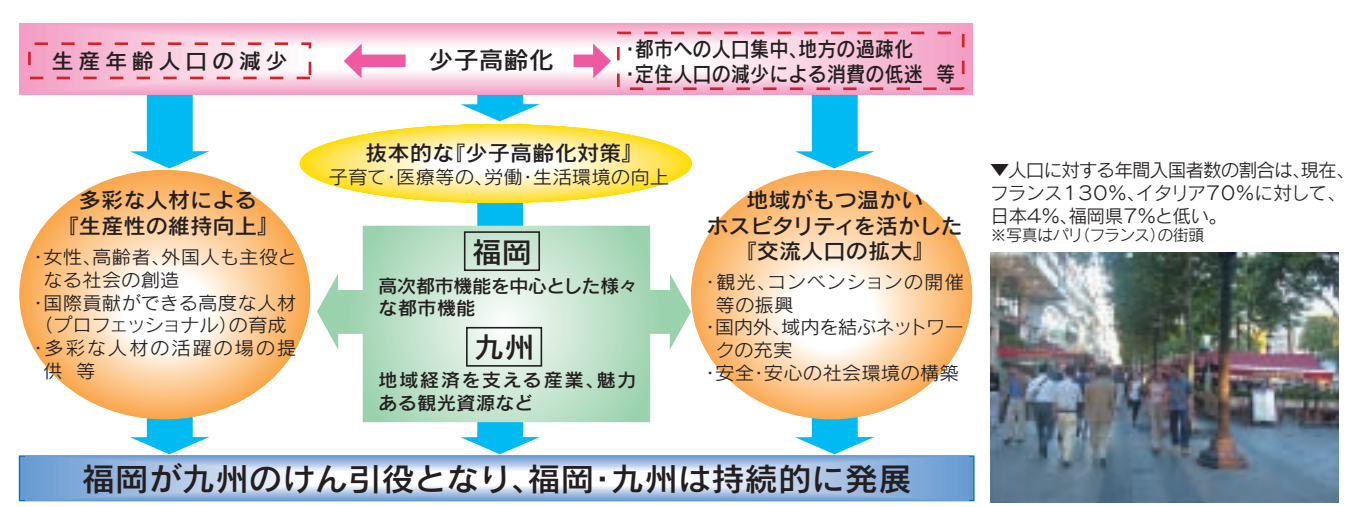 生産年齢人口の減少
少子高齢化
・都市への人口集中、地方の過疎化
・定住人口の減少による消費の低迷 等
抜本的な『少子高齢化対策』
子育て・医療等の、労働・生活環境の向上
多彩な人材による
『生産性の維持向上』
・女性、高齢者、外国人も主役と
なる社会の創造
・国際貢献ができる高度な人材
(プロフェッショナル)の育成
・多彩な人材の活躍の場の提
供 等
福岡
高次都市機能を中心とした様々
な都市機能
九州
地域経済を支える産業、魅力
ある観光資源など
地域がもつ温かい
ホスピタリティを活かした
『交流人口の拡大』
・観光、コンベンションの開催
等の振興
・国内外、域内を結ぶネットワー
クの充実
・安全・安心の社会環境の構築
福岡が九州のけん引役となり、福岡・九州は持続的に発展
▼人口に対する年間入国者数の割合は、現在、
フランス130%、イタリア70%に対して、
日本4%、福岡県7%と低い。
※写真はパリ(フランス)の街頭